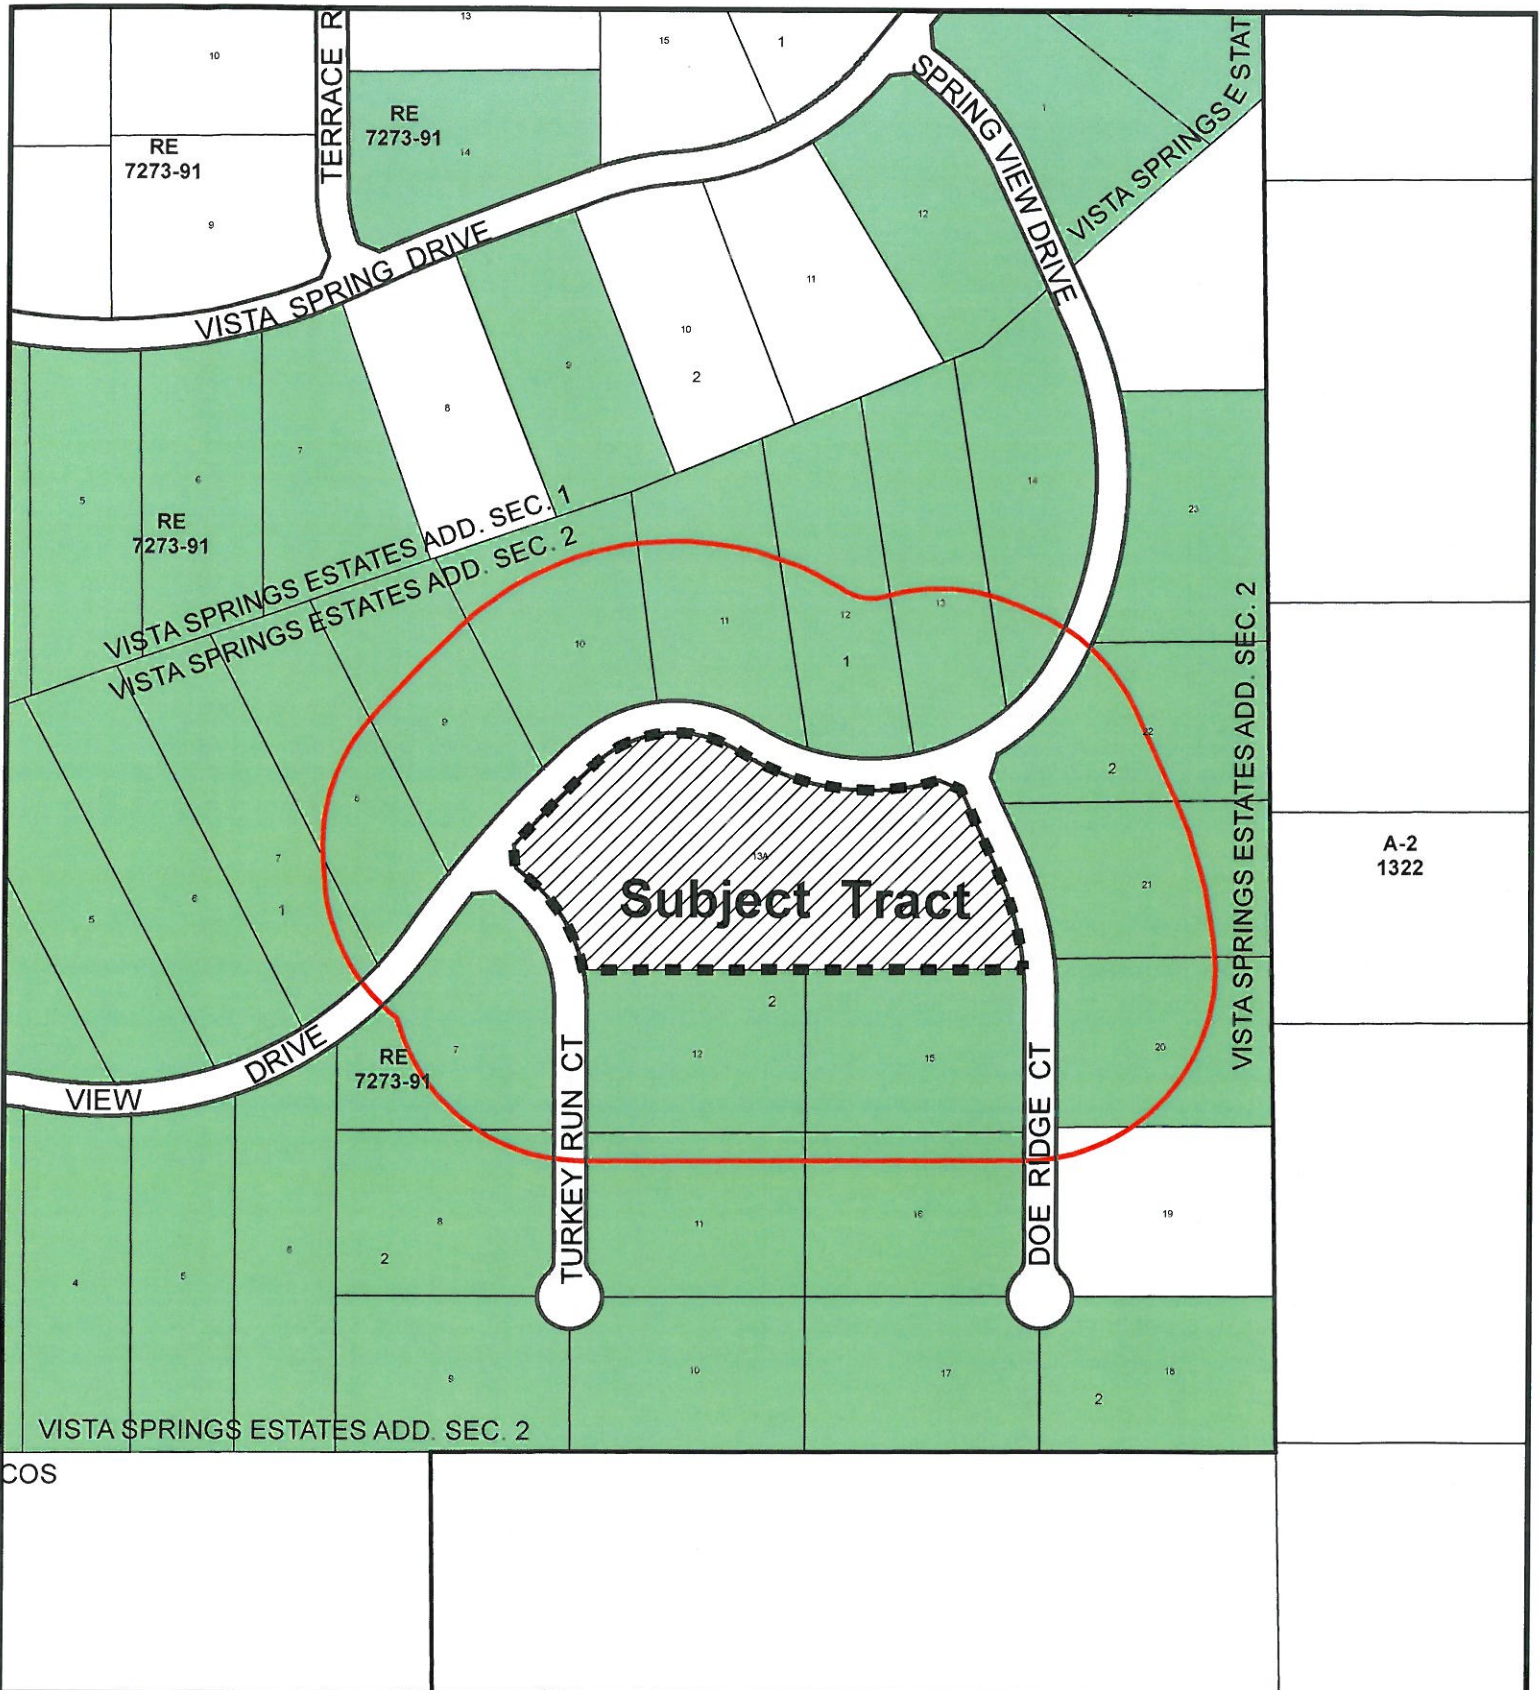 TERRACE R
13
15
1
2
10
RE
7273-91
14
RE
7273-91
9
SPRING VIEW DRIVE
1
VISTA SPRINGS ESTAT
12
VISTA SPRING DRIVE
11
10
2
9
8
7
6
5
RE
7273-91
14
23
VISTA SPRINGS ESTATES ADD. SEC. 1
VISTA SPRINGS ESTATES ADD. SEC. 2
13
12
1
11
10
9
8
7
1
6
5
22
2
VISTA SPRINGS ESTATES ADD. SEC. 2
A-2
1322
21
13A
Subject Tract
2
12
15
20
7
RE
7273-91
VIEW DRIVE
TURKEY RUN CT
DOE RIDGE CT
19
16
11
8
2
6
5
4
9
10
17
18
2
VISTA SPRINGS ESTATES ADD. SEC. 2
COS